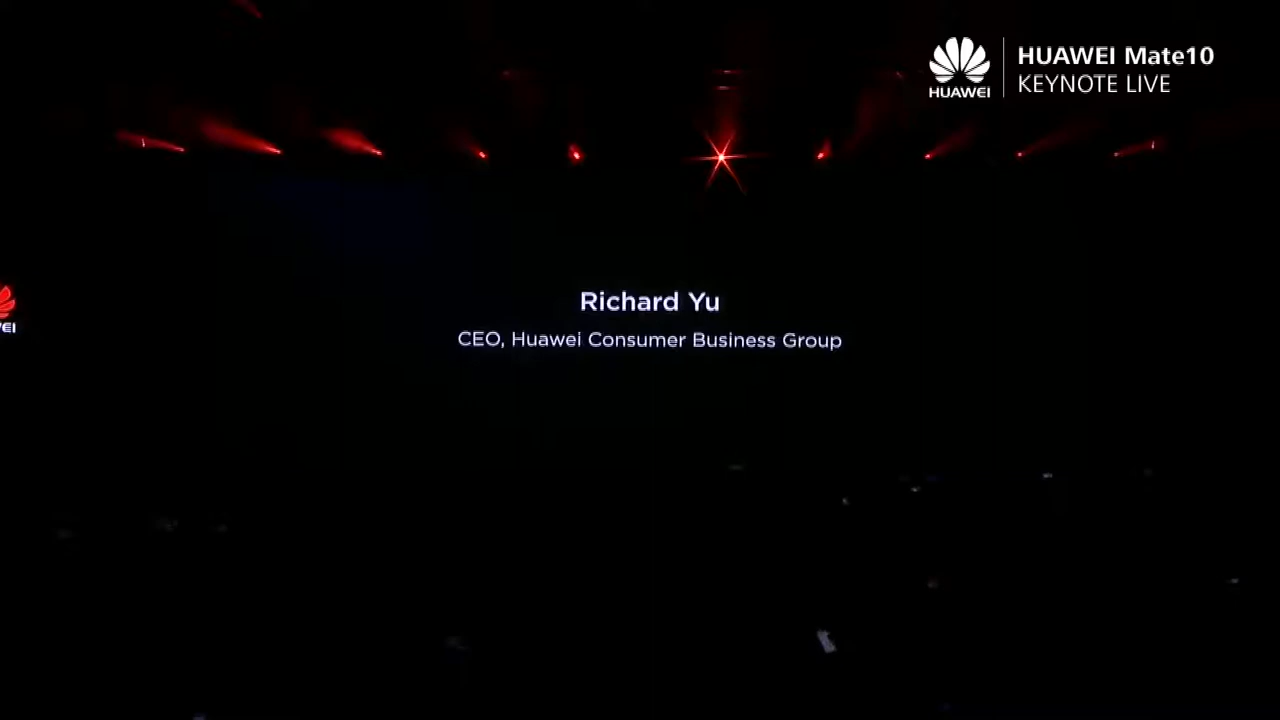 HUAWEI
HUAWEI Mate10
KEYNOTE LIVE
Richard Yu
CEO, Huawei Consumer Business Group